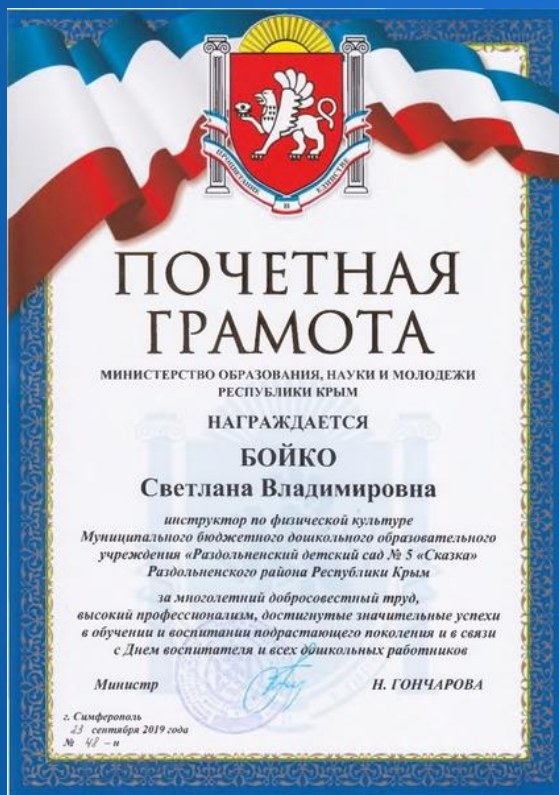 ПРОЦВЕТАНИЕ
В
ЕДИНСТВЕ
ПОЧЕТНАЯ
ГРАМОТА
МИНИСТЕРСТВО ОБРАЗОВАНИЯ, НАУКИ И МОЛОДЕЖИ
РЕСПУБЛИКИ КРЫМ
НАГРАЖДАЕТСЯ
БОЙКО
Светлана Владимировна
инструктор по физической культуре
Муниципального бюджетного дошкольного образовательного
учреждения «Раздольненский детский сад № 5 «Сказка»
Раздольненского района Республики Крым
за многолетний добросовестный труд,
высокий профессионализм, достигнутые значительные успехи
в обучении и воспитании подрастающего поколения и в связи
с Днем воспитателя и всех дошкольных работников
Министр Н. ГОНЧАРОВА
г. Симферополь
23 сентября 2019 года
№ 48 – н